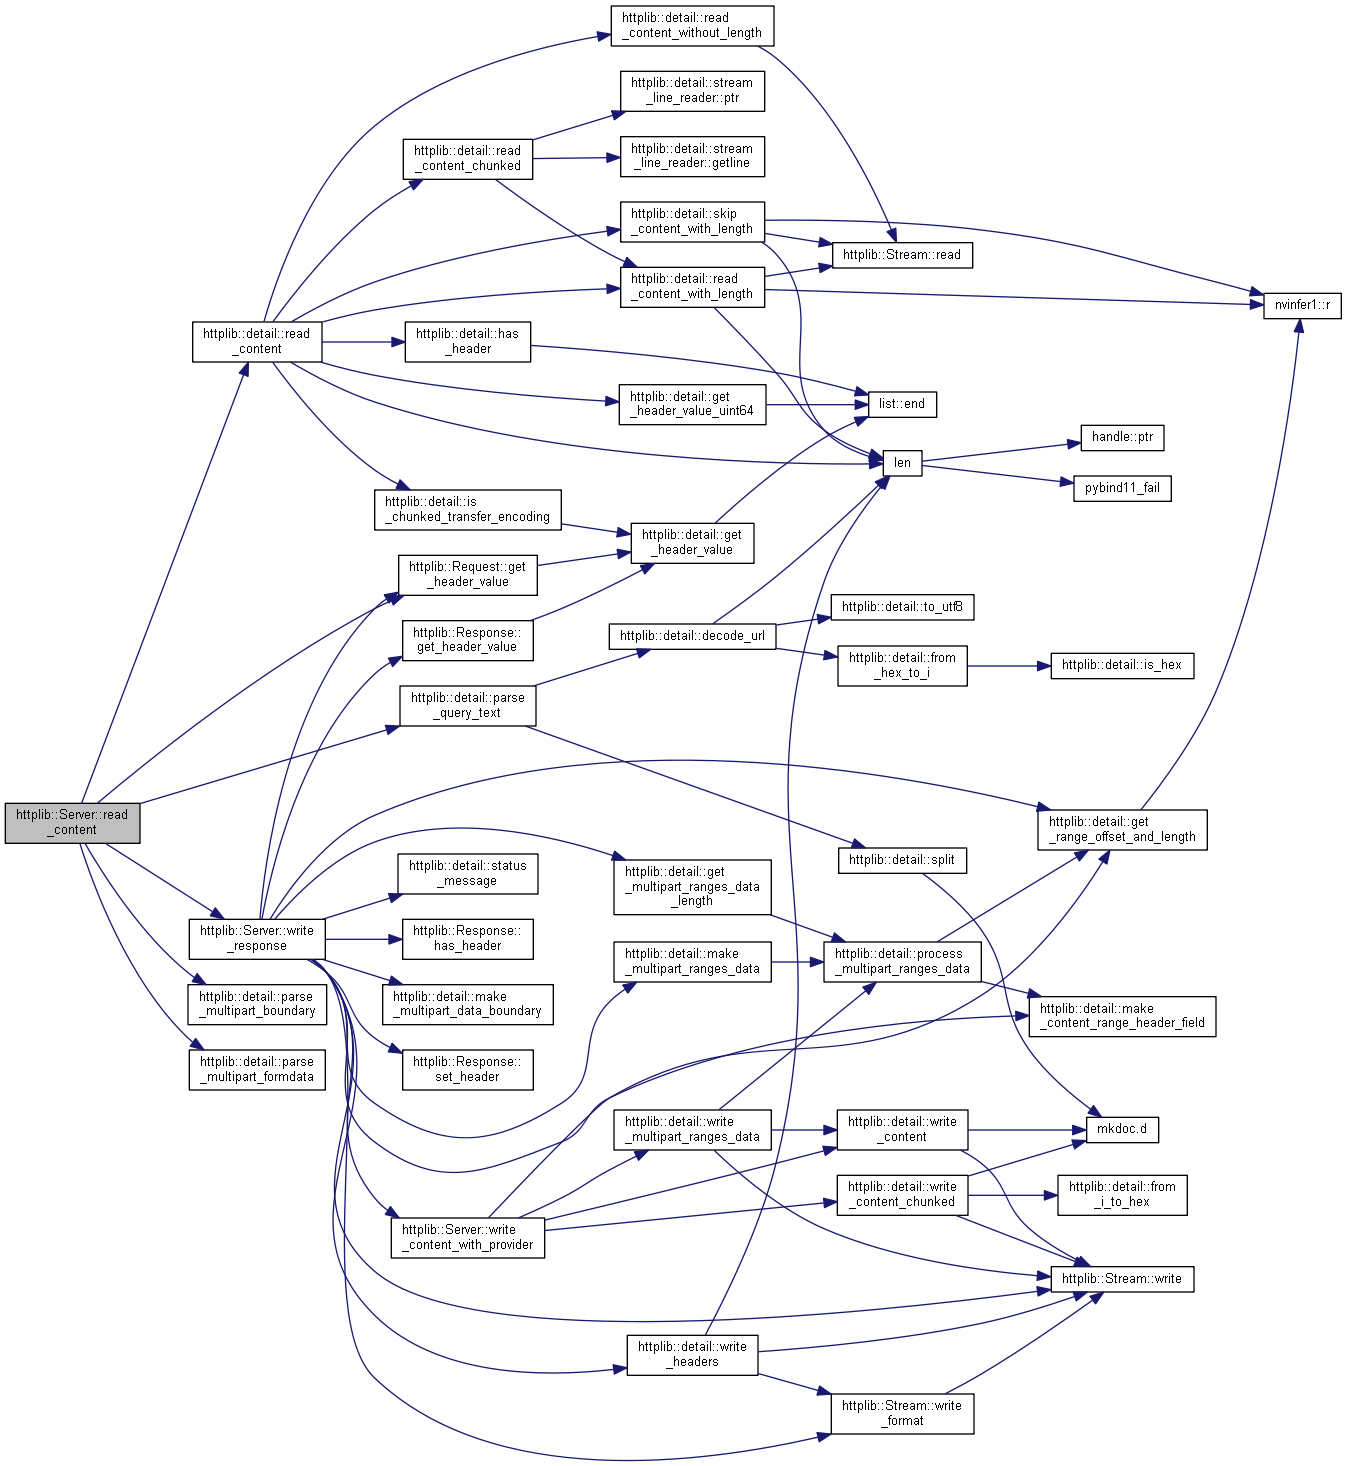 httplib::detail::read
_content_without_length
httplib::detail::stream
_line_reader::ptr
httplib::detail::read
_content_chunked
httplib::detail::stream
_line_reader::getline
httplib::detail::skip
_content_with_length
httplib::Stream::read
httplib::detail::read
_content_with_length
nvinfer1::r
httplib::detail::read
_content
httplib::detail::has
_header
httplib::detail::get
_header_value_uint64
list::end
handle::ptr
len
pybind11_fail
httplib::detail::is
_chunked_transfer_encoding
httplib::detail::get
_header_value
httplib::Request::get
_header_value
httplib::detail::to_utf8
httplib::Response::
get_header_value
httplib::detail::decode_url
httplib::detail::from
_hex_to_i
httplib::detail::is_hex
httplib::detail::parse
_query_text
httplib::Server::read
_content
httplib::detail::get
_range_offset_and_length
httplib::detail::split
httplib::detail::status
_message
httplib::detail::get
_multipart_ranges_data
_length
httplib::Server::write
_response
httplib::Response::
has_header
httplib::detail::make
_multipart_ranges_data
httplib::detail::process
_multipart_ranges_data
httplib::detail::parse
_multipart_boundary
httplib::detail::make
_multipart_data_boundary
httplib::detail::make
_content_range_header_field
httplib::detail::parse
_multipart_formdata
httplib::Response::
set_header
httplib::detail::write
_multipart_ranges_data
httplib::detail::write
_content
mkdoc.d
httplib::detail::write
_content_chunked
httplib::detail::from
_i_to_hex
httplib::Server::write
_content_with_provider
httplib::Stream::write
httplib::detail::write
_headers
httplib::Stream::write
_format